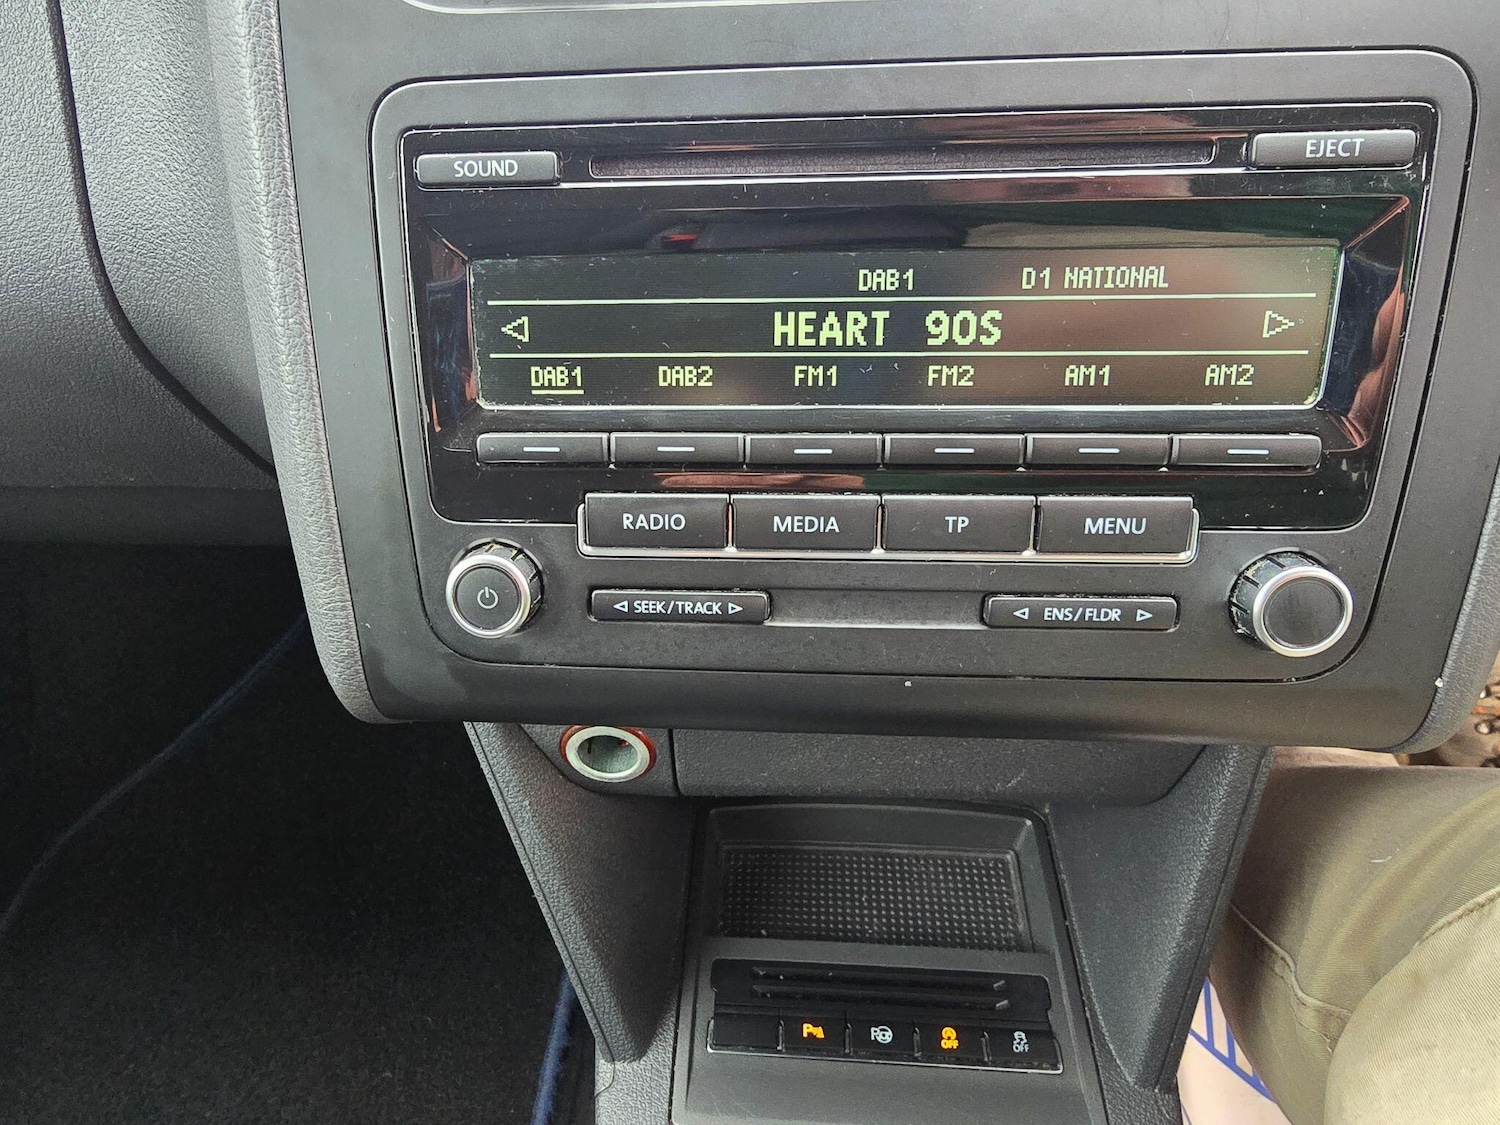 SOUND
EJECT
DAB1 D1 NATIONAL
HEART 90S
DAB1 DAB2 FM1 FM2 AM1 AM2
RADIO MEDIA TP MENU
SEEK/TRACK ENS/FLDR
P OFF OFF